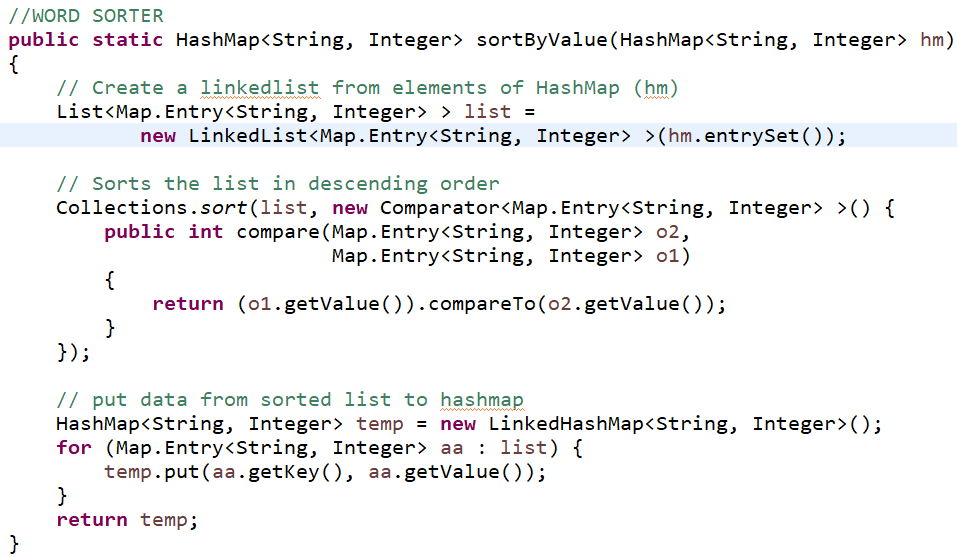 //WORD SORTER
public static HashMap<String, Integer> sortByValue(HashMap<String, Integer> hm)
{
    // Create a linkedlist from elements of HashMap (hm)
    List<Map.Entry<String, Integer> > list =
           new LinkedList<Map.Entry<String, Integer> >(hm.entrySet());

    // Sorts the list in descending order
    Collections.sort(list, new Comparator<Map.Entry<String, Integer> >() {
        public int compare(Map.Entry<String, Integer> o2,
                           Map.Entry<String, Integer> o1)
        {
            return (o1.getValue()).compareTo(o2.getValue());
        }
    });

    // put data from sorted list to hashmap
    HashMap<String, Integer> temp = new LinkedHashMap<String, Integer>();
    for (Map.Entry<String, Integer> aa : list) {
        temp.put(aa.getKey(), aa.getValue());
    }
    return temp;
}